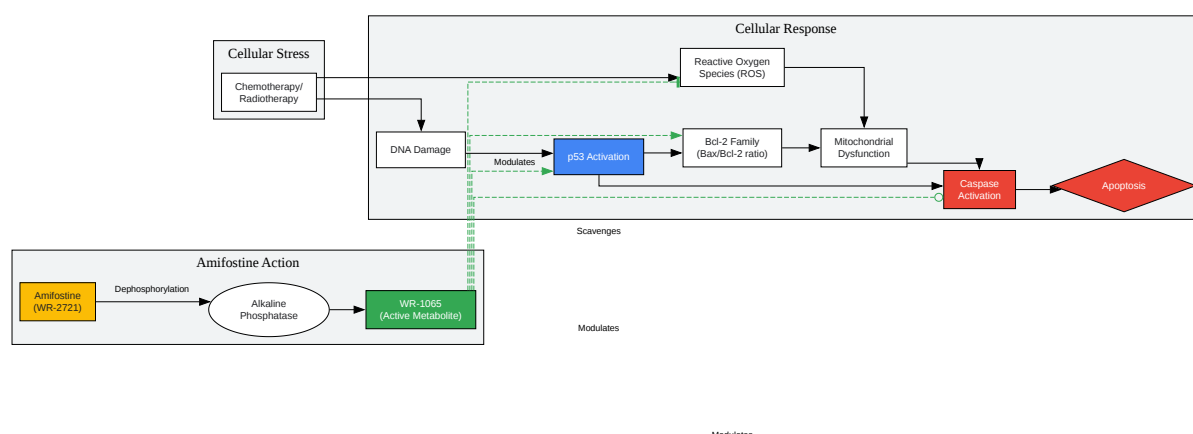 Cellular Response
Cellular Stress
Reactive Oxygen
Species (ROS)
Chemotherapy/
Radiotherapy
DNA Damage
Modulates
p53 Activation
Bcl-2 Family
(Bax/Bcl-2 ratio)
Mitochondrial
Dysfunction
Caspase
Activation
Apoptosis
Scavenges
Amifostine Action
Amifostine
(WR-2721)
Dephosphorylation
Alkaline
Phosphatase
WR-1065
(Active Metabolite)
Modulates